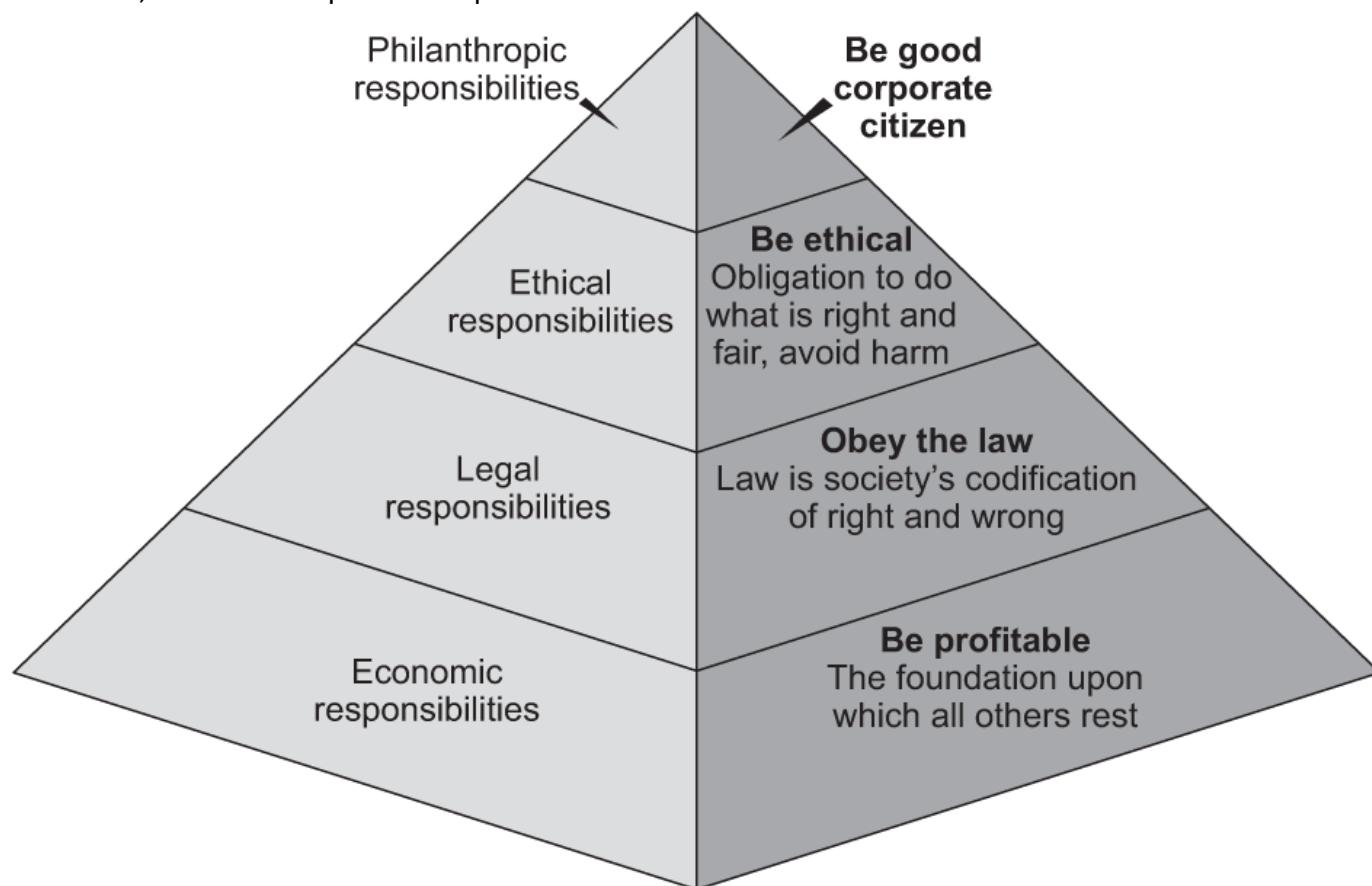 Philanthropic
responsibilities
Be good
corporate
citizen
Ethical
responsibilities
Be ethical
Obligation to do
what is right and
fair, avoid harm
Legal
responsibilities
Obey the law
Law is society's codification
of right and wrong
Economic
responsibilities
Be profitable
The foundation upon
which all others rest